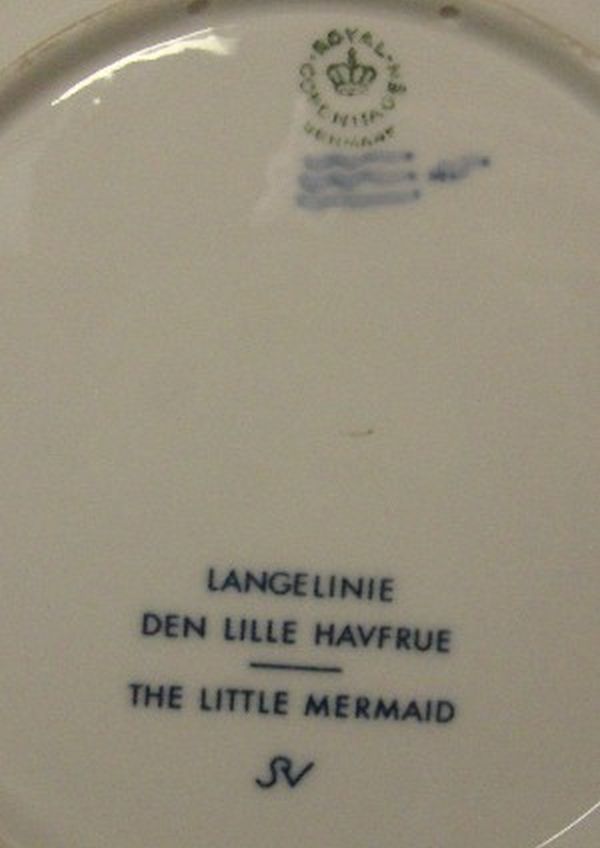 ROYAL
COPENHAGEN
DENMARK
LANGELINIE
DEN LILLE HAVFRUE
THE LITTLE MERMAID
SV